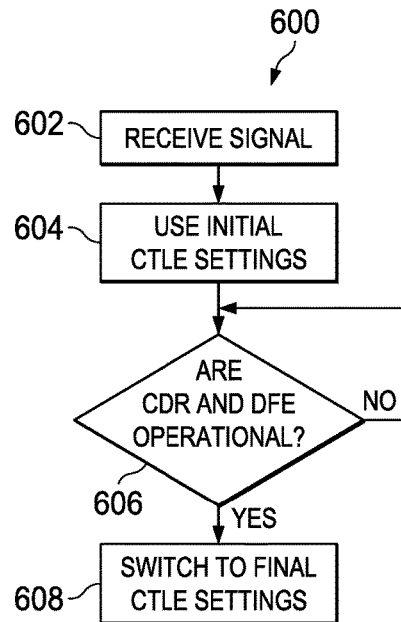 600
602
RECEIVE SIGNAL
604
USE INITIAL
CTLE SETTINGS
ARE
CDR AND DFE
OPERATIONAL?
NO
606
YES
608
SWITCH TO FINAL
CTLE SETTINGS